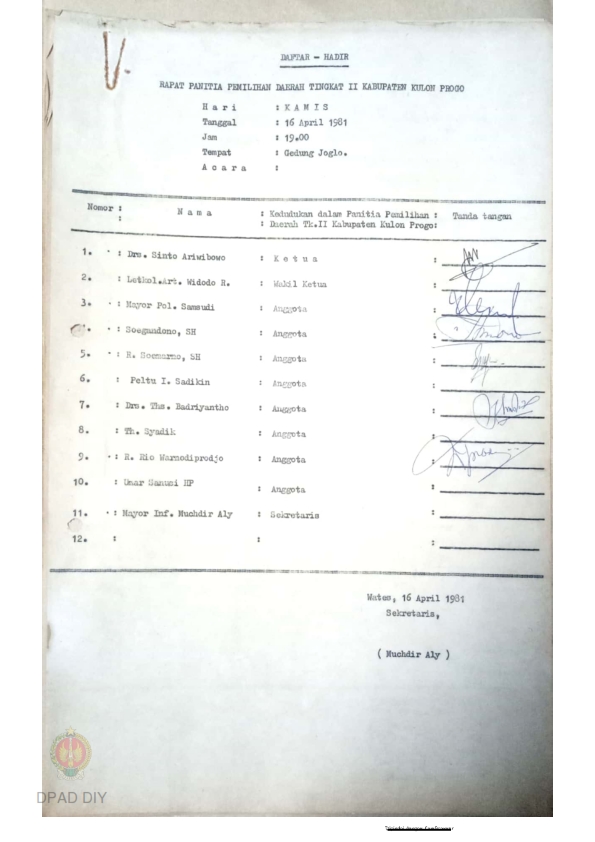 DAFTAR - HADIR
RAPAT PANITIA PEMILIHAN DAERAH TINGKAT II KABUPATEN KULON PROGO
H a r i : K A M I S
Tanggal : 16 April 1981
Jam : 19.00
Tempat : Gedung Joglo.
A c a r a :
Nomor : N a m a : Kedudukan dalam Panitia Pemilihan : Tanda tangan
: : Daerah Tk.II Kabupaten Kulon Progo:
1. : Drs. Sinto Ariwibowo : K e t u a :
2. : Letkol.Art. Widodo R. : Wakil Ketua
3. : Mayor Pol. Samsudi : Anggota
4. : Soegandono, SH : Anggota :
5. : R. Soemarno, SH : Anggota
6. : Peltu I. Sadikin : Anggota
7. : Drs. Ths. Badriyantho : Anggota :
8. : Th. Syadik : Anggota
9. : R. Rio Warnodiprodjo : Anggota :
10. : Umar Sanusi HP : Anggota :
11. : Mayor Inf. Muchdir Aly : Sekretaris :
12. : : :
Wates, 16 April 1981
Sekretaris,
( Muchdir Aly )
DPAD DIY